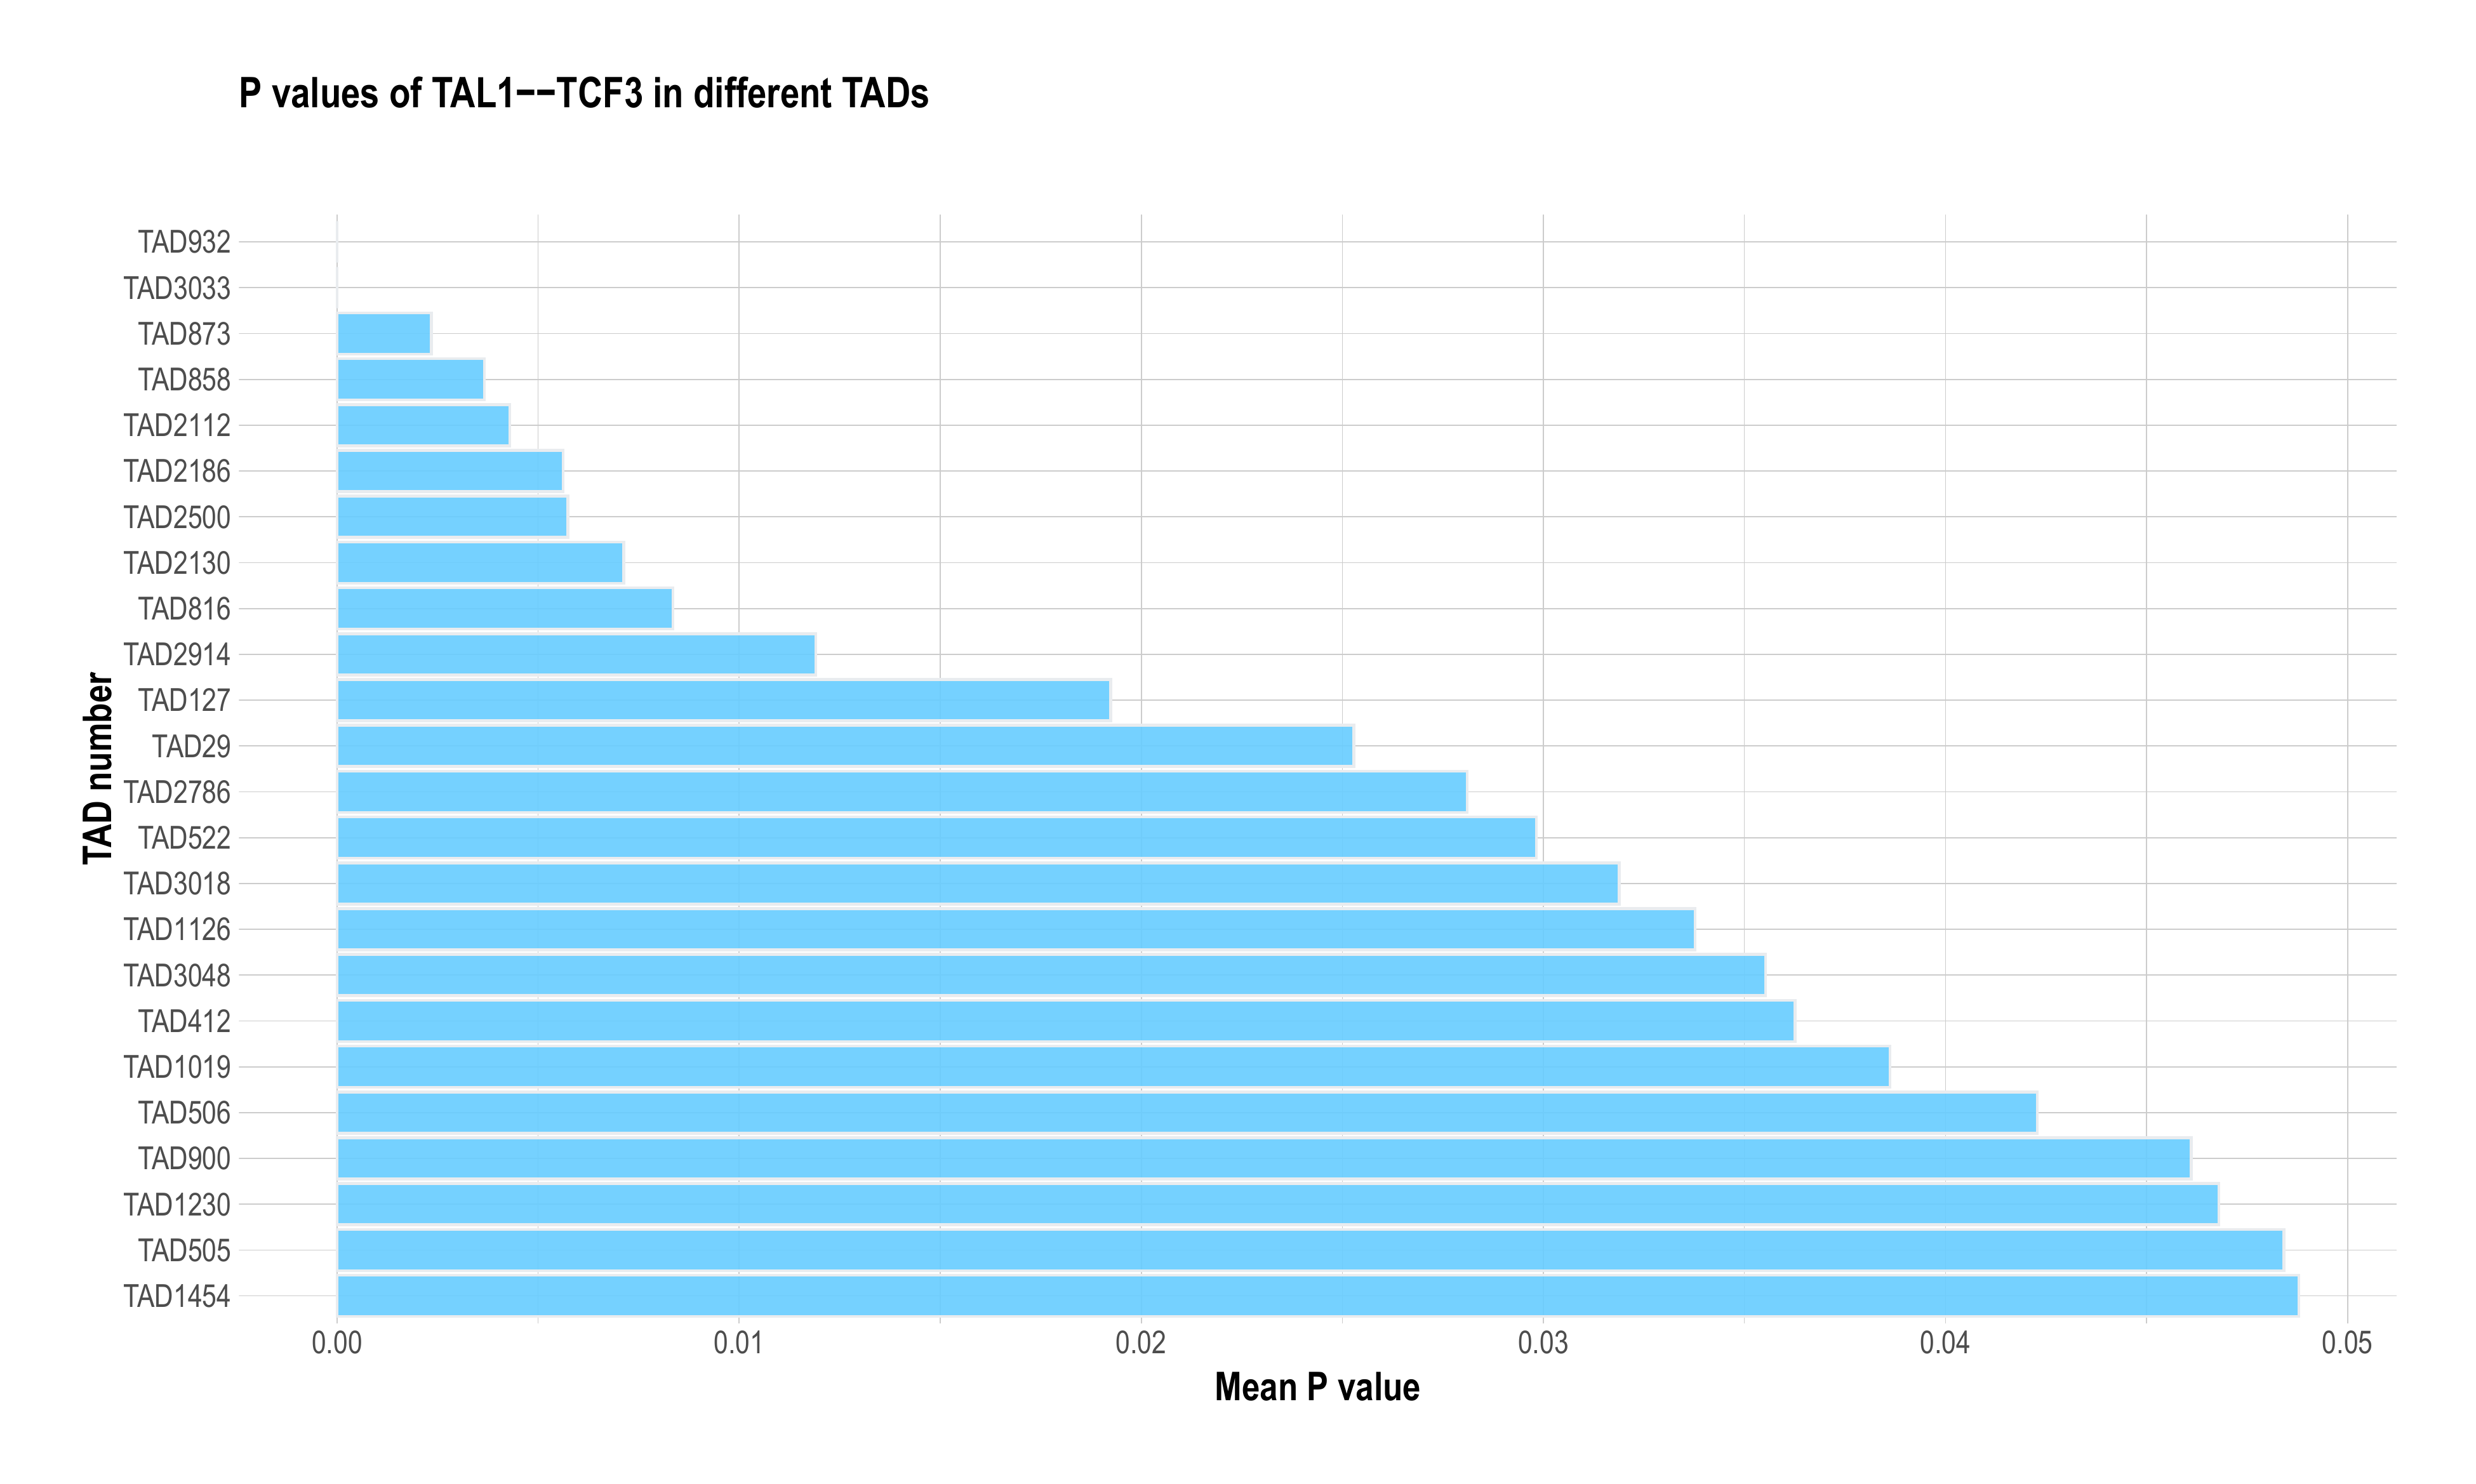 P values of TAL1−−TCF3 in different TADs
TAD932
TAD3033
TAD873
TAD858
TAD2112
TAD2186
TAD2500
TAD2130
TAD816
TAD2914
TAD127
TAD29
TAD2786
TAD522
TAD3018
TAD1126
TAD3048
TAD412
TAD1019
TAD506
TAD900
TAD1230
TAD505
TAD1454
TAD number
0.00 0.01 0.02 0.03 0.04 0.05
Mean P value